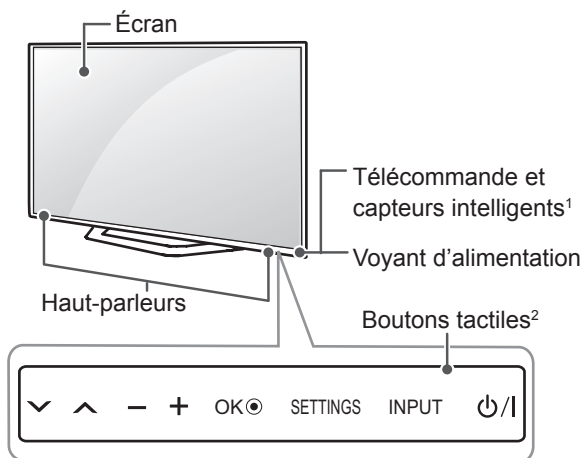 Écran
Télécommande et
capteurs intelligents1
Voyant d’alimentation
Haut-parleurs
Boutons tactiles2
OK SETTINGS INPUT